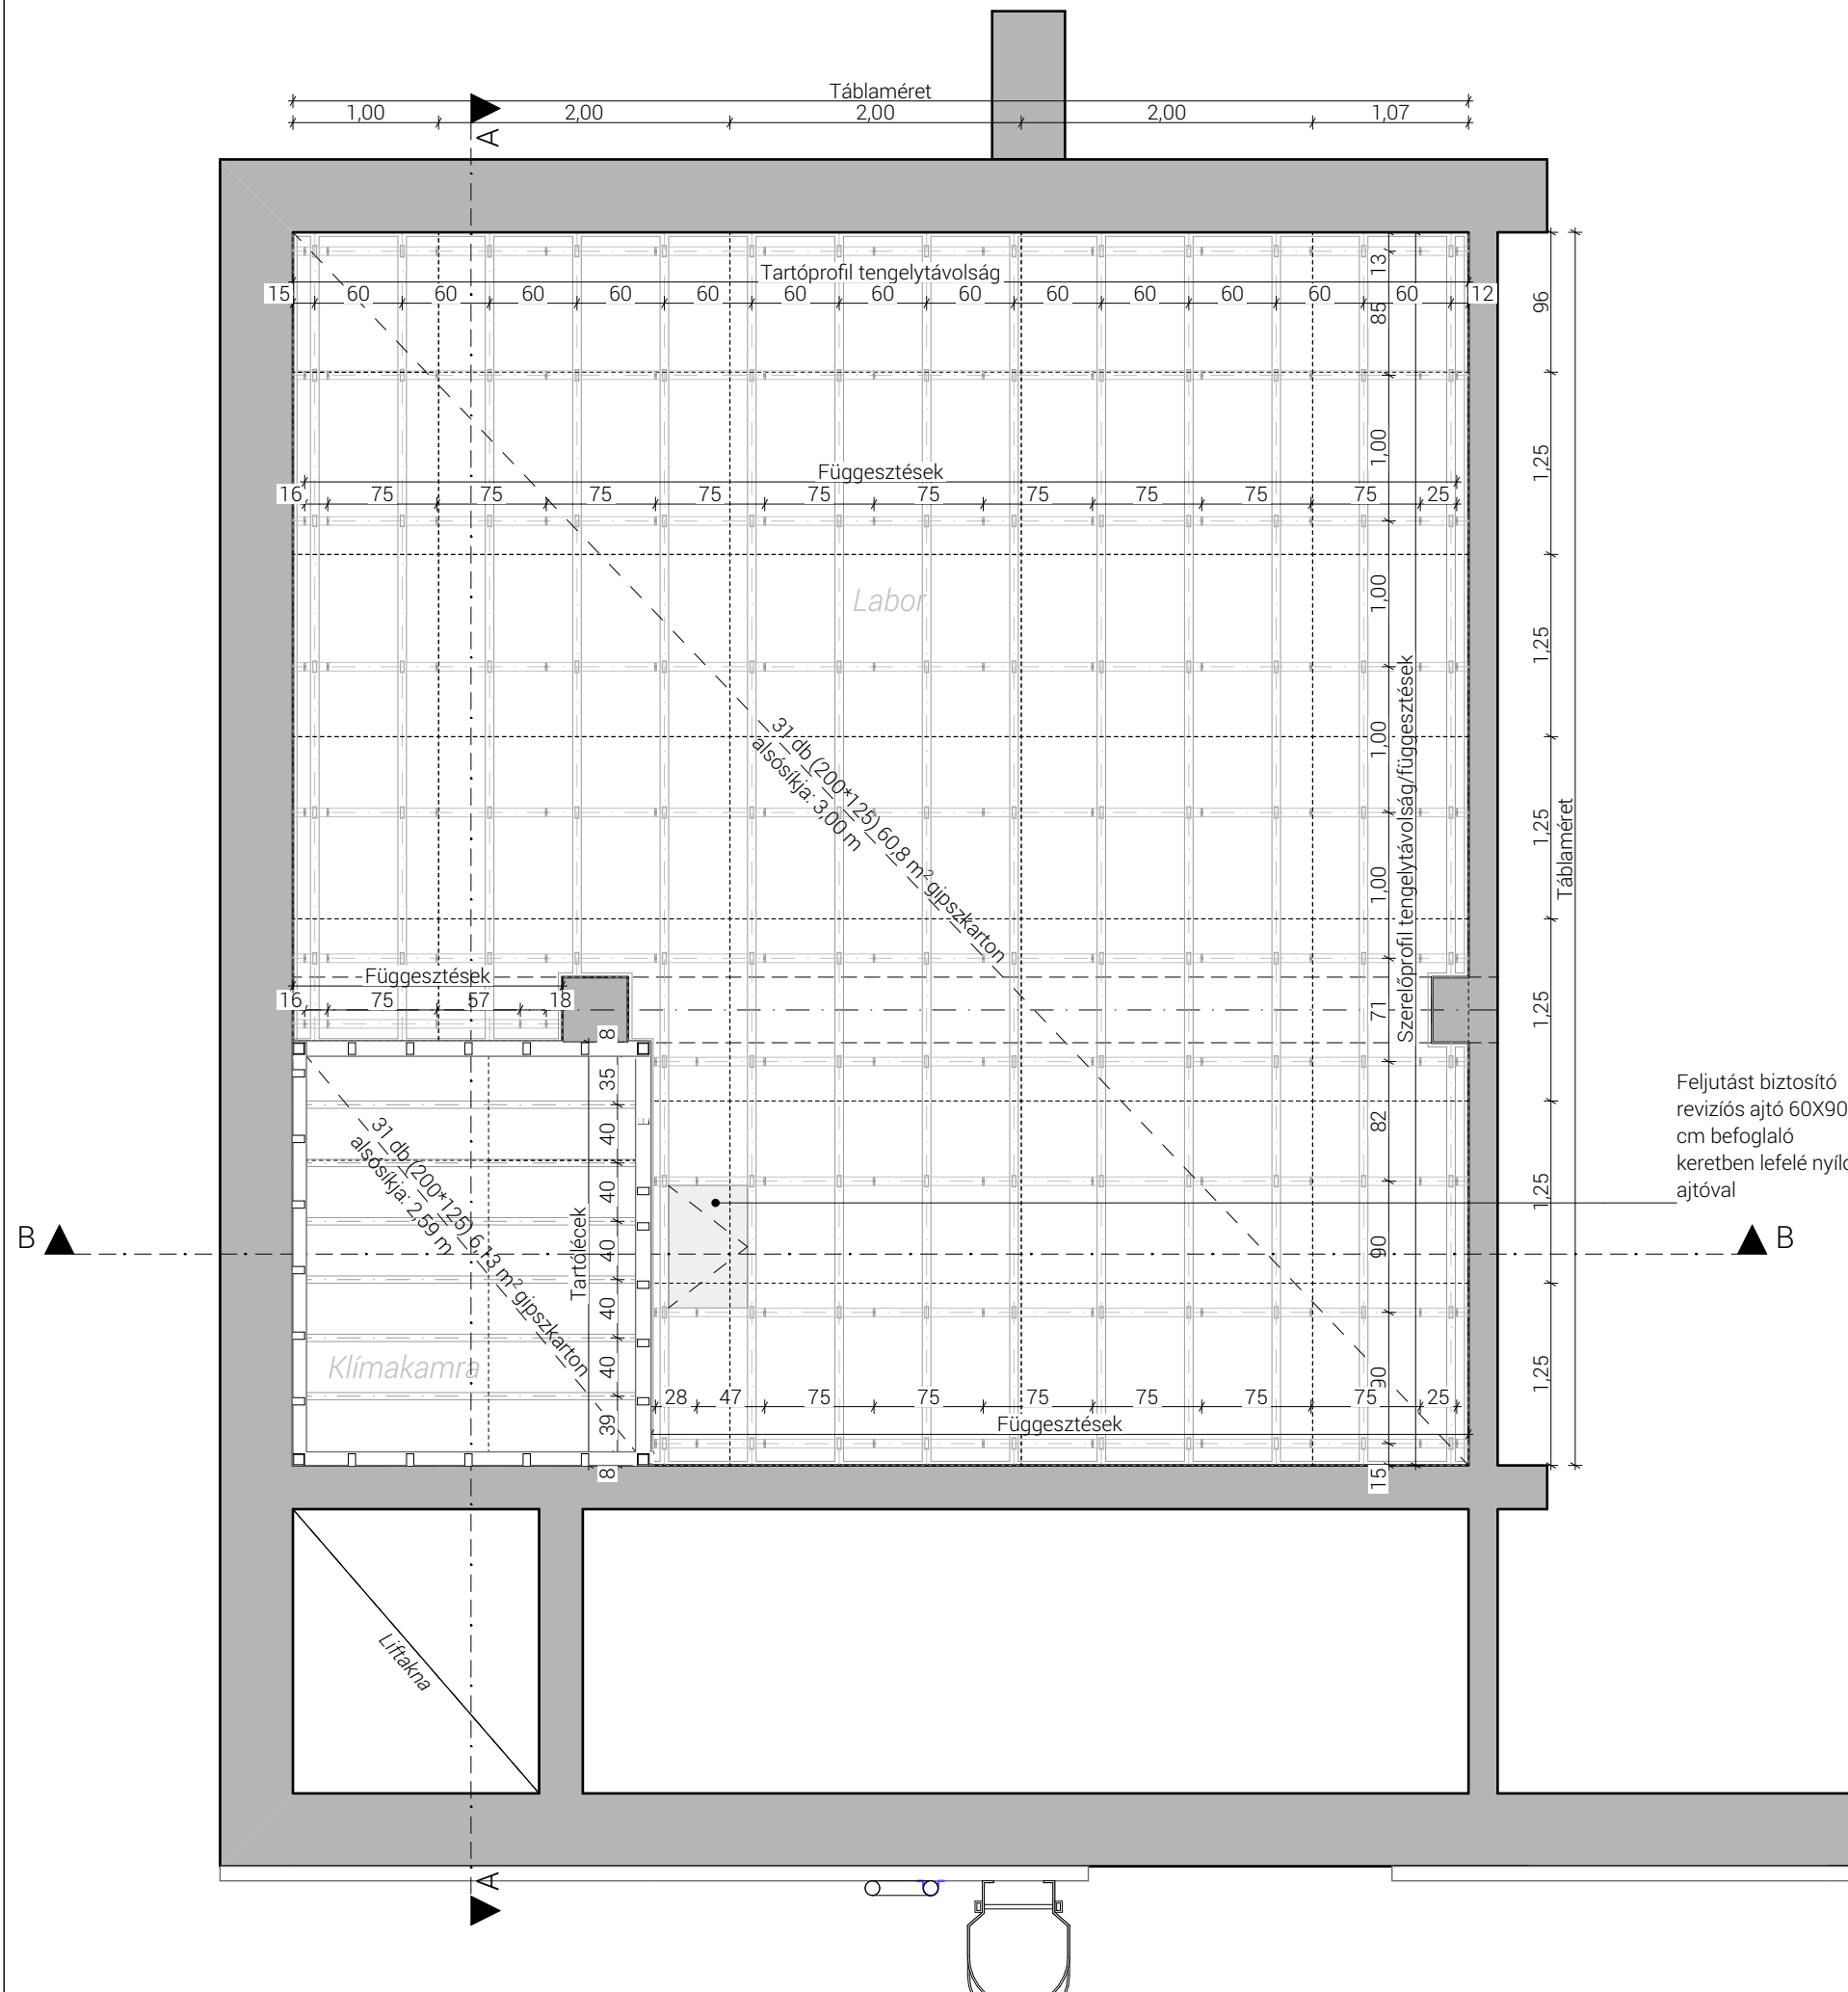 Táblaméret
1,00 2,00 2,00 2,00 1,07
A
Tartóprofil tengelytávolság
15 60 60 60 60 60 60 60 60 60 60 60 60 60 12
13
85
96
Függesztések
16 75 75 75 75 75 75 75 75 75 75 25
1,00
1,25
Labor
1,00
1,25
Szerelőprofil tengelytávolság/függesztések
31 db (200*125) 60,8 m² gipszkarton
alsósíkja: 3,00 m
1,00
1,25
Táblaméret
1,00
Függesztések
16 75 57 18
71
1,25
8
35
40
40
40
40
40
39
8
Tartólécek
31 db (200*125) 6,13 m² gipszkarton
alsósíkja: 2,59 m
Klímakamra
82
90
90
15
1,25
1,25
Feljutást biztosító
revizíós ajtó 60X90
cm befoglaló
keretben lefelé nyíló
ajtóval
B
B
28 47 75 75 75 75 75 75 25
Függesztések
Liftakna
A